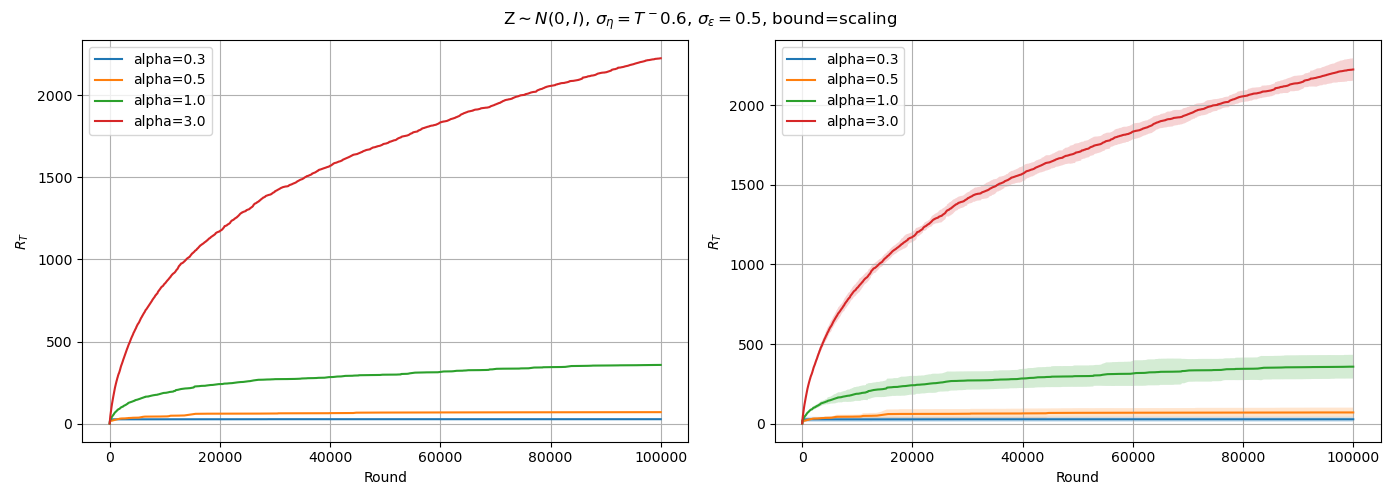 Z ∼ N(0, I), σ_η = T⁻0.6, σ_ε = 0.5, bound=scaling
alpha=0.3
alpha=0.5
alpha=1.0
alpha=3.0
R_T
2000
1500
1000
500
0
0
20000
40000
60000
80000
100000
Round
alpha=0.3
alpha=0.5
alpha=1.0
alpha=3.0
R_T
2000
1500
1000
500
0
0
20000
40000
60000
80000
100000
Round